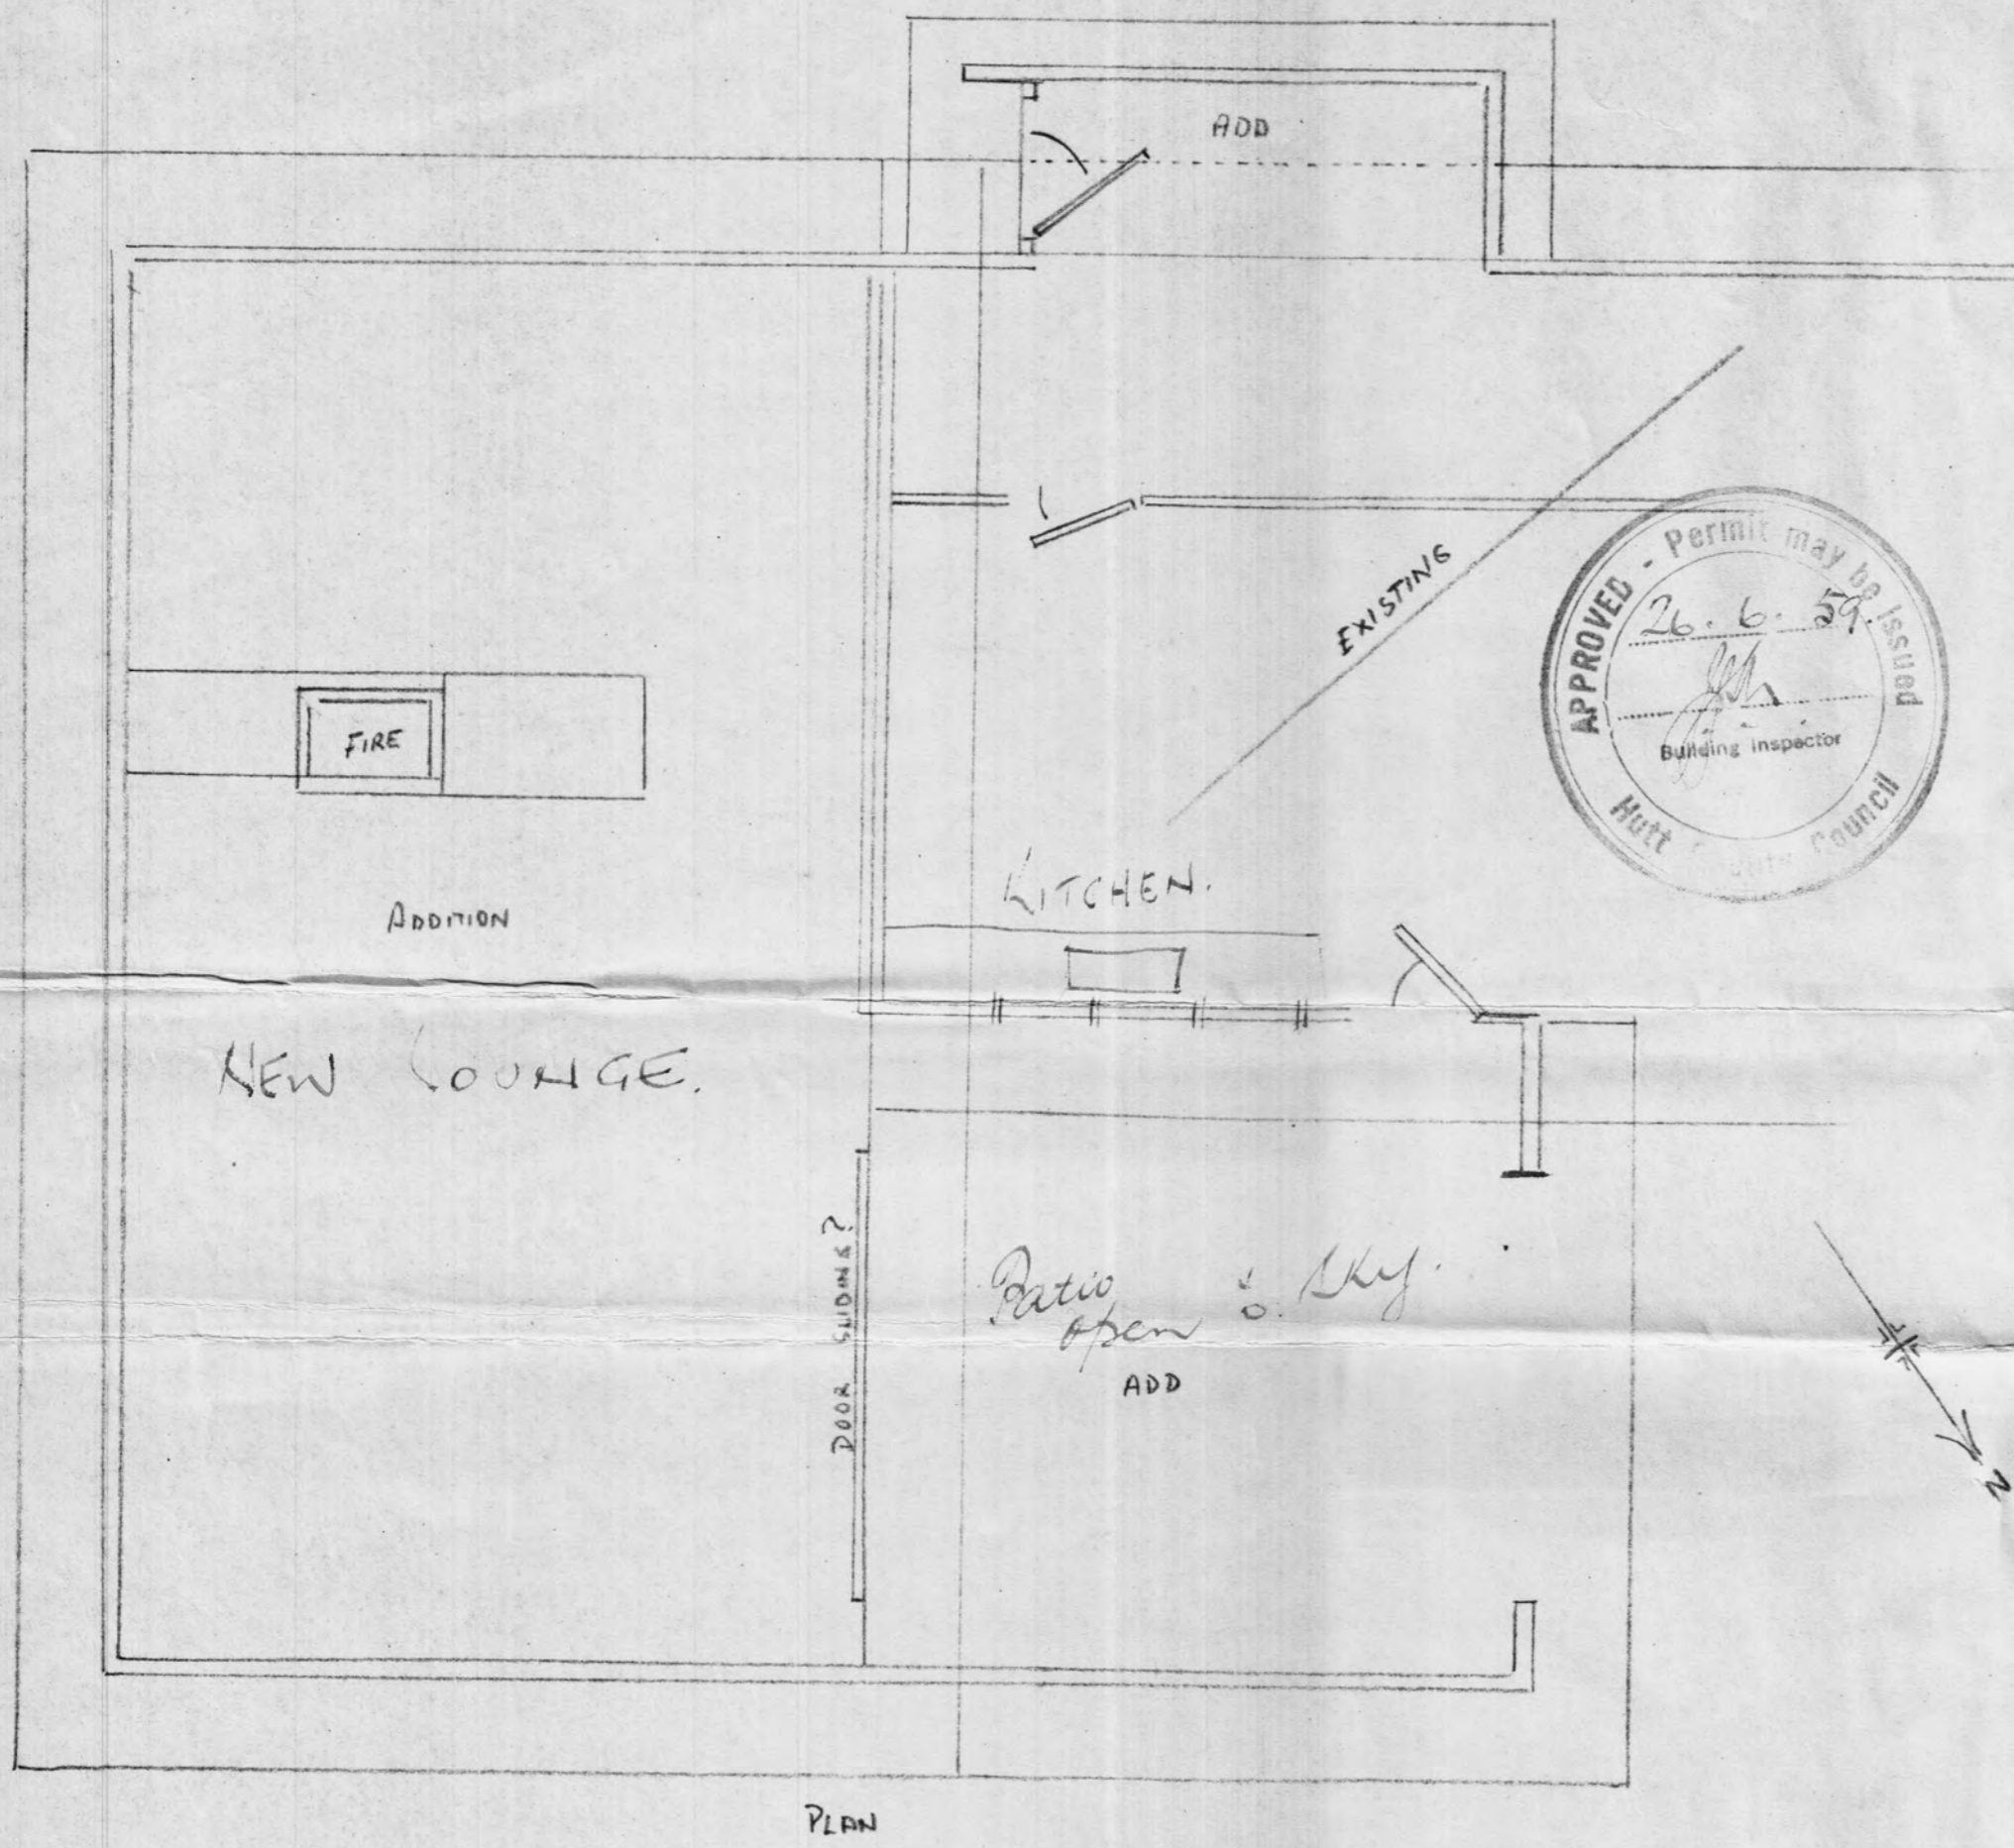 ADD
EXISTING
APPROVED - Permit may be issued
26. 6. 59.
Building Inspector
Hutt County Council
FIRE
KITCHEN.
ADDITION
NEW LOUNGE.
DOOR SLIDING?
Patio
open to Sky.
ADD
N
PLAN